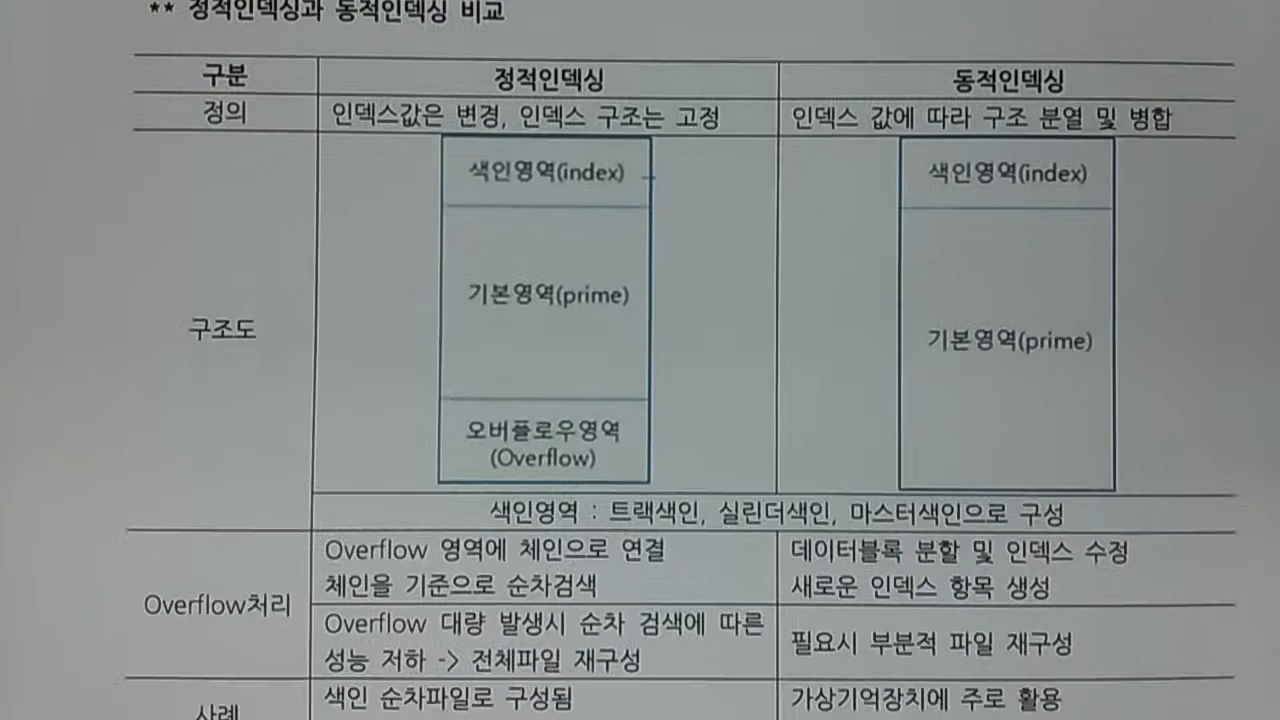 ** 정적인덱싱과 동적인덱싱 비교
구분 정적인덱싱 동적인덱싱
정의 인덱스값은 변경, 인덱스 구조는 고정 인덱스 값에 따라 구조 분열 및 병합
구조도
색인영역(index)
기본영역(prime)
오버플로우영역
(Overflow)
색인영역(index)
기본영역(prime)
색인영역 : 트랙색인, 실린더색인, 마스터색인으로 구성
Overflow처리
Overflow 영역에 체인으로 연결
체인을 기준으로 순차검색
데이터블록 분할 및 인덱스 수정
새로운 인덱스 항목 생성
Overflow 대량 발생시 순차 검색에 따른
성능 저하 -> 전체파일 재구성
필요시 부분적 파일 재구성
사례
색인 순차파일로 구성됨
가상기억장치에 주로 활용